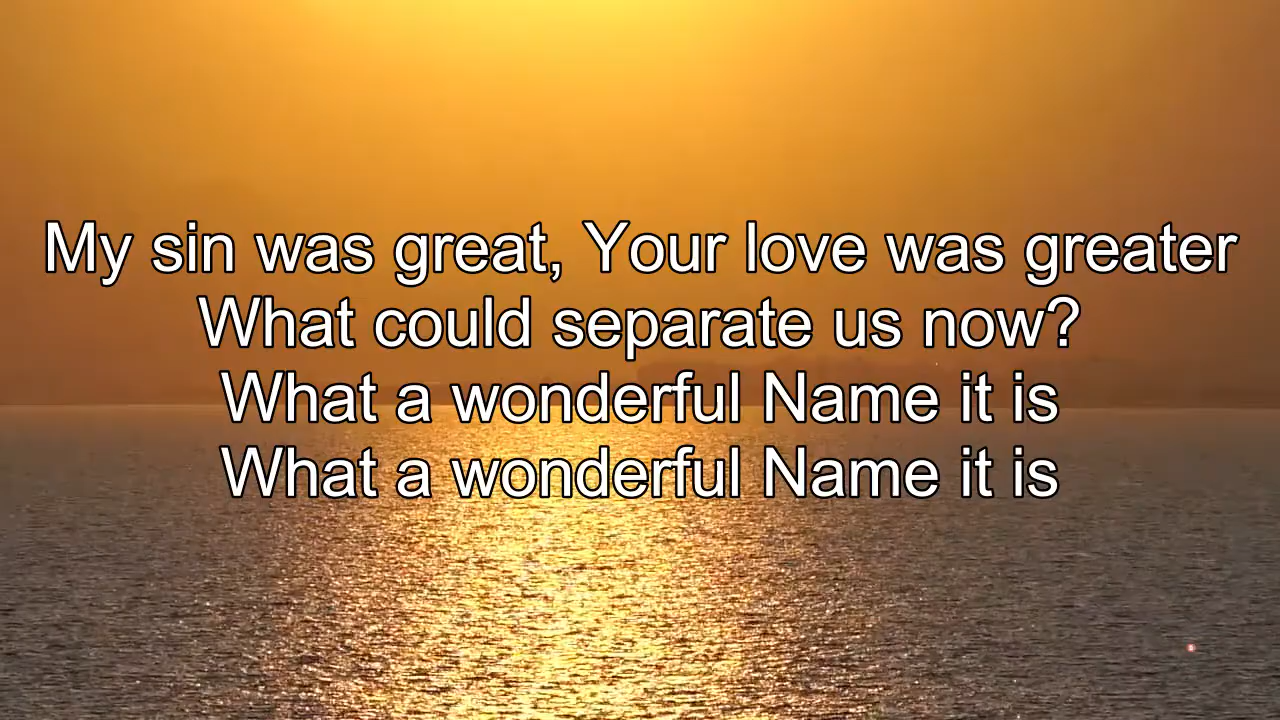 My sin was great, Your love was greater
What could separate us now?
What a wonderful Name it is
What a wonderful Name it is